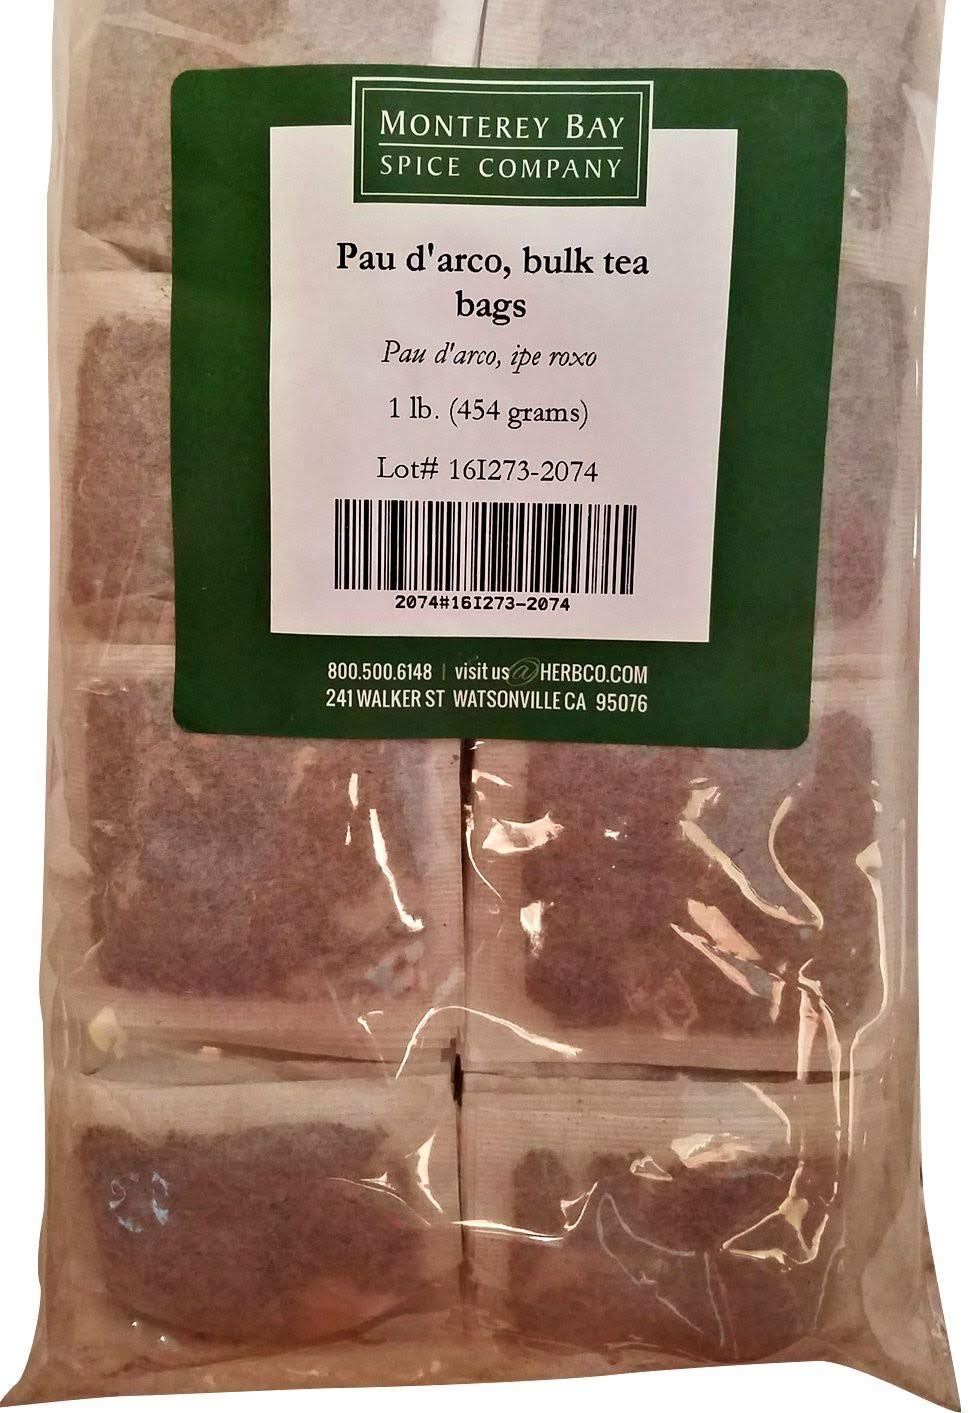 MONTEREY BAY
SPICE COMPANY
Pau d'arco, bulk tea
bags
Pau d'arco, ipe roxo
1 lb. (454 grams)
Lot# 16I273-2074
2074#16I273-2074
800.500.6148 | visit us @ HERBCO.COM
241 WALKER ST WATSONVILLE CA 95076